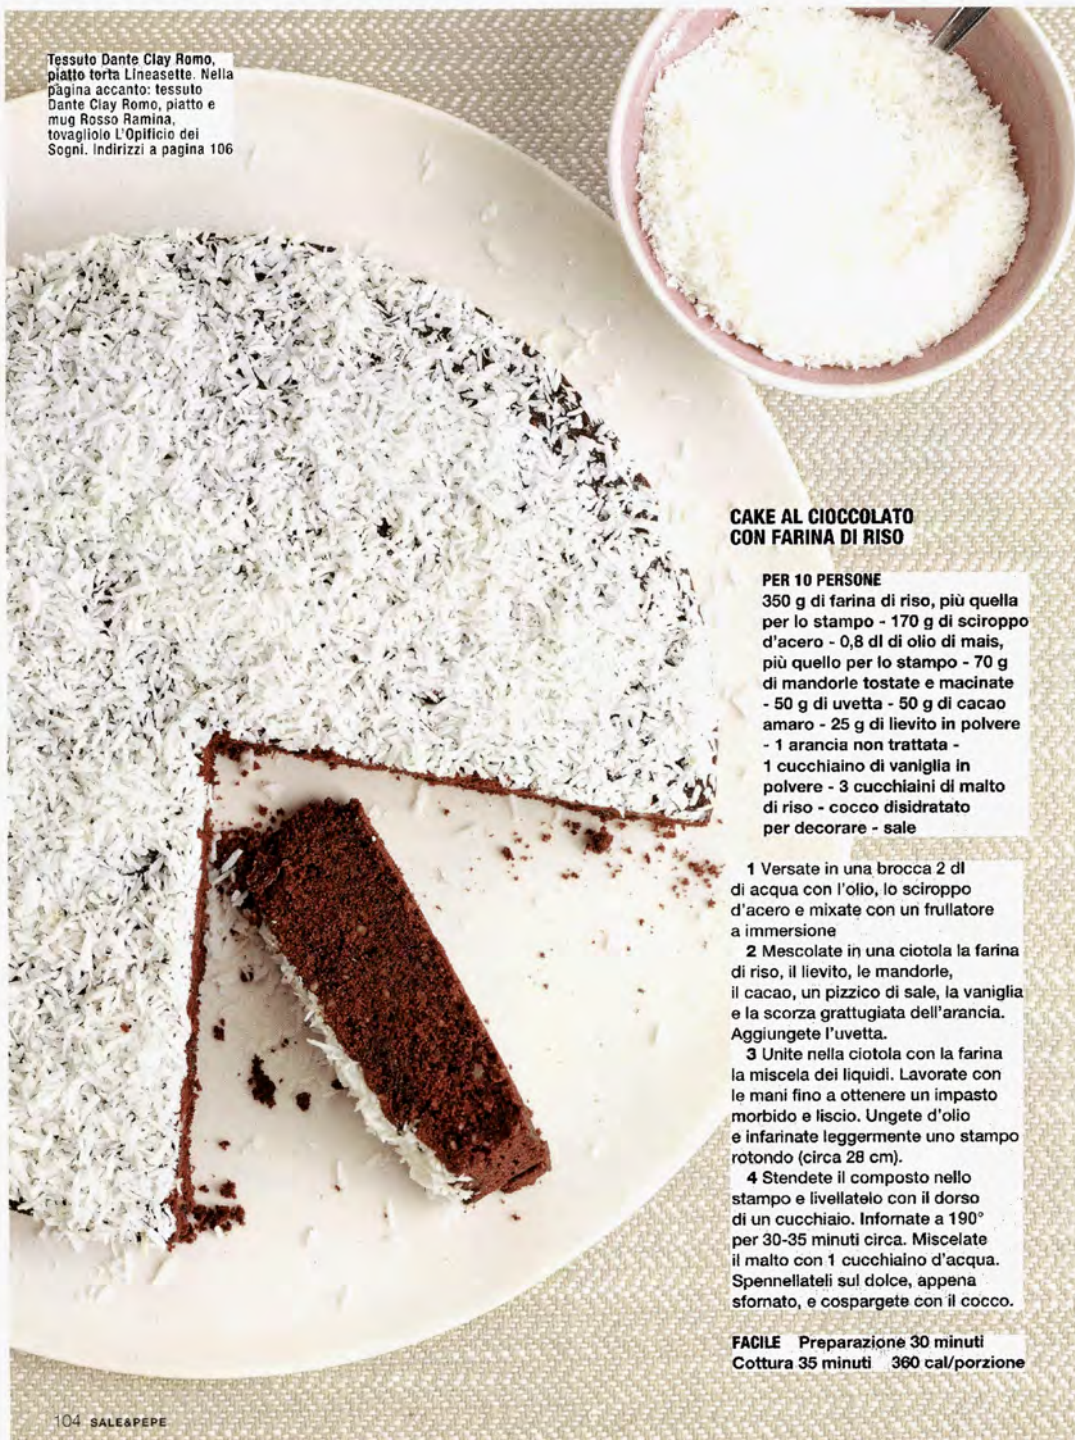 Tessuto Dante Clay Romo,
piatto torta Lineasette. Nella
pagina accanto: tessuto
Dante Clay Romo, piatto e
mug Rosso Ramina,
tovagliolo L'Opificio dei
Sogni. Indirizzi a pagina 106
CAKE AL CIOCCOLATO
CON FARINA DI RISO
PER 10 PERSONE
350 g di farina di riso, più quella
per lo stampo - 170 g di sciroppo
d'acero - 0,8 dl di olio di mais,
più quello per lo stampo - 70 g
di mandorle tostate e macinate
- 50 g di uvetta - 50 g di cacao
amaro - 25 g di lievito in polvere
- 1 arancia non trattata -
1 cucchiaino di vaniglia in
polvere - 3 cucchiaini di malto
di riso - cocco disidratato
per decorare - sale
1 Versate in una brocca 2 dl
di acqua con l'olio, lo sciroppo
d'acero e mixate con un frullatore
a immersione
2 Mescolate in una ciotola la farina
di riso, il lievito, le mandorle,
il cacao, un pizzico di sale, la vaniglia
e la scorza grattugiata dell'arancia.
Aggiungete l'uvetta.
3 Unite nella ciotola con la farina
la miscela dei liquidi. Lavorate con
le mani fino a ottenere un impasto
morbido e liscio. Ungete d'olio
e infarinate leggermente uno stampo
rotondo (circa 28 cm).
4 Stendete il composto nello
stampo e livellatelo con il dorso
di un cucchiaio. Infornate a 190°
per 30-35 minuti circa. Miscelate
il malto con 1 cucchiaino d'acqua.
Spennellateli sul dolce, appena
sfornato, e cospargete con il cocco.
FACILE Preparazione 30 minuti
Cottura 35 minuti 360 cal/porzione
104 SALE&PEPE